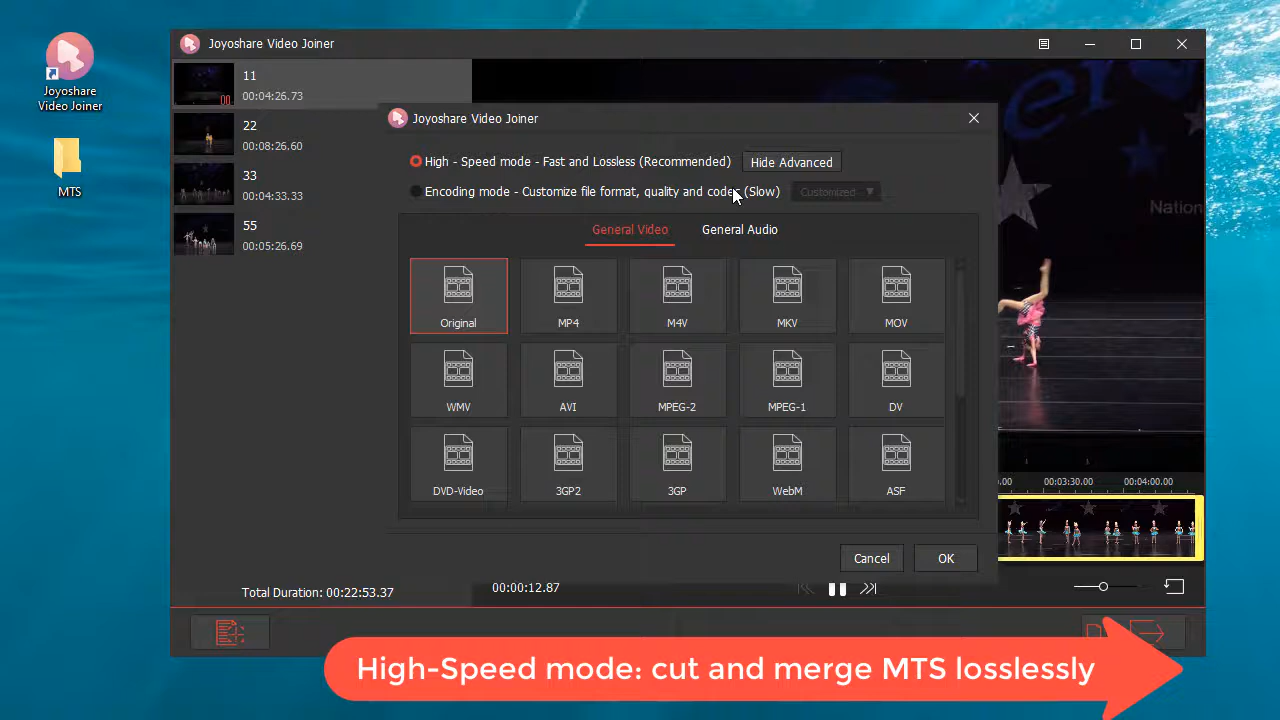 Joyoshare
Video Joiner
MTS
Joyoshare Video Joiner
11
00:04:26.73
22
00:08:26.60
33
00:04:33.33
55
00:05:26.69
Joyoshare Video Joiner
High - Speed mode - Fast and Lossless (Recommended)
Hide Advanced
Encoding mode - Customize file format, quality and codec (Slow)
Customized
General Video
General Audio
Original
MP4
M4V
MKV
MOV
WMV
AVI
MPEG-2
MPEG-1
DV
DVD-Video
3GP2
3GP
WebM
ASF
Cancel
OK
Nation
.00
00:03:30.00
00:04:00.00
Total Duration: 00:22:53.37
00:00:12.87
High-Speed mode: cut and merge MTS losslessly